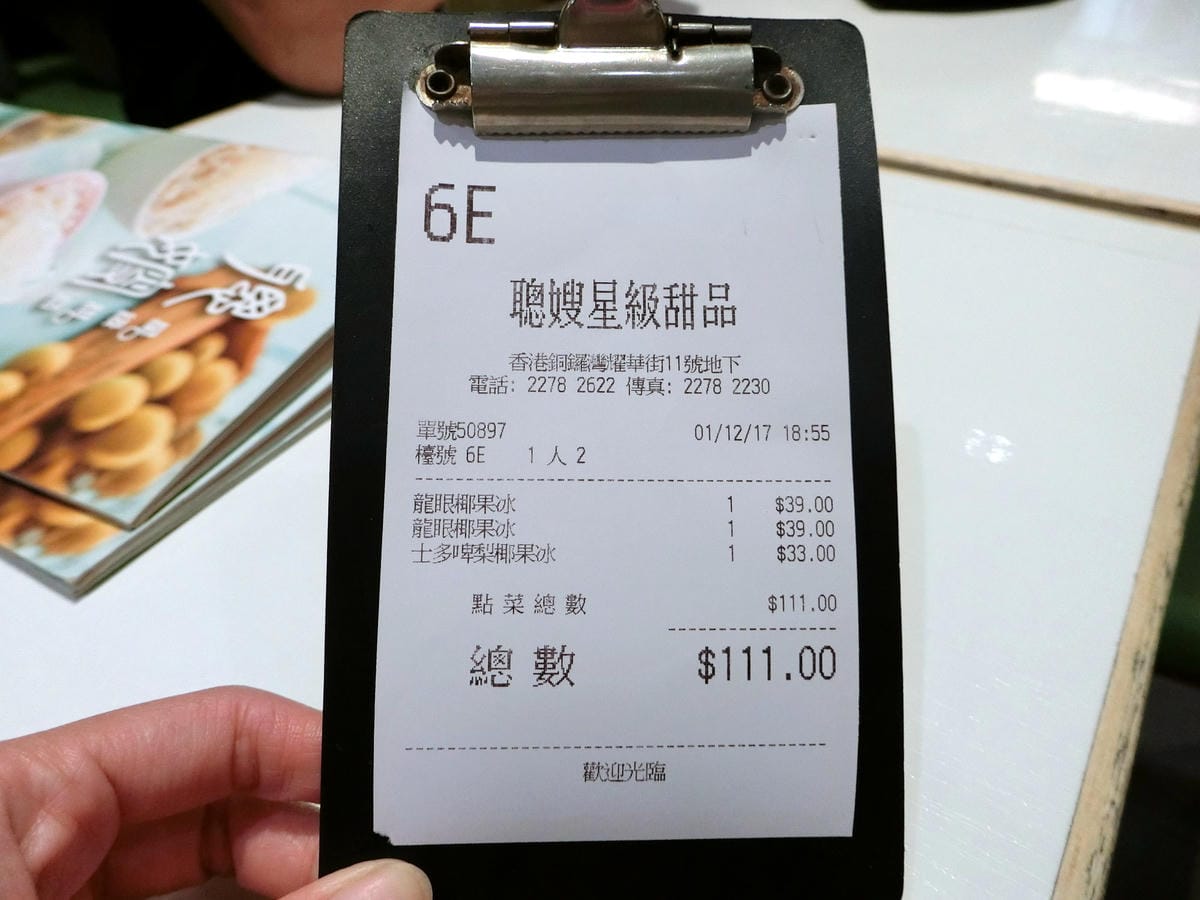 6E
聰嫂星級甜品
香港銅鑼灣耀華街11號地下
電話: 2278 2622 傳真: 2278 2230
單號50897 01/12/17 18:55
檯號 6E 1 人 2
龍眼椰果冰 1 $39.00
龍眼椰果冰 1 $39.00
士多啤梨椰果冰 1 $33.00
點菜總數 $111.00
總數 $111.00
歡迎光臨